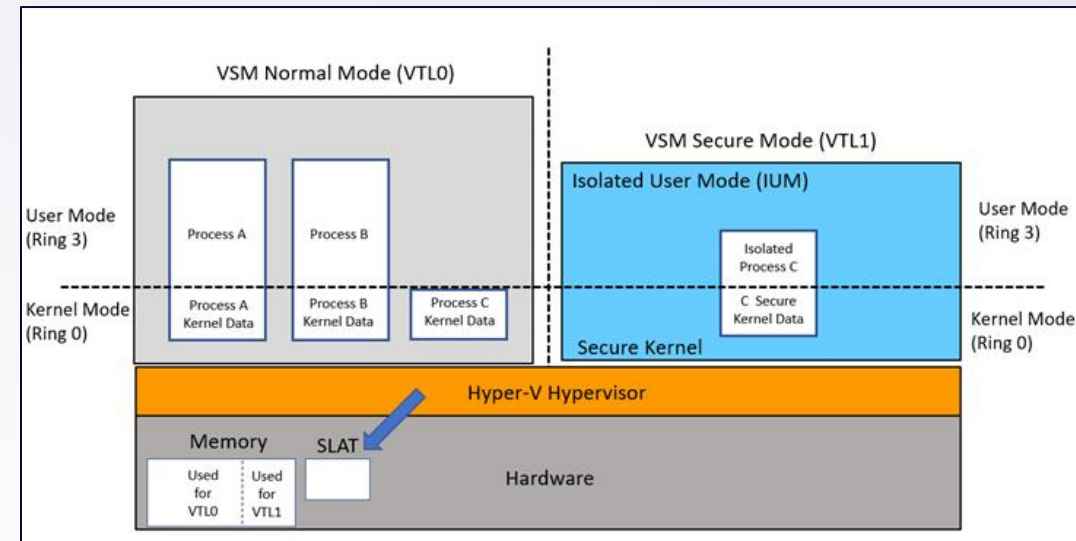 VSM Normal Mode (VTL0)
VSM Secure Mode (VTL1)
Isolated User Mode (IUM)
User Mode
(Ring 3)
Process A
Process B
Isolated
Process C
User Mode
(Ring 3)
Kernel Mode
(Ring 0)
Process A
Kernel Data
Process B
Kernel Data
Process C
Kernel Data
C Secure
Kernel Data
Kernel Mode
(Ring 0)
Secure Kernel
Hyper-V Hypervisor
Memory
SLAT
Used
for
VTL0
Used
for
VTL1
Hardware